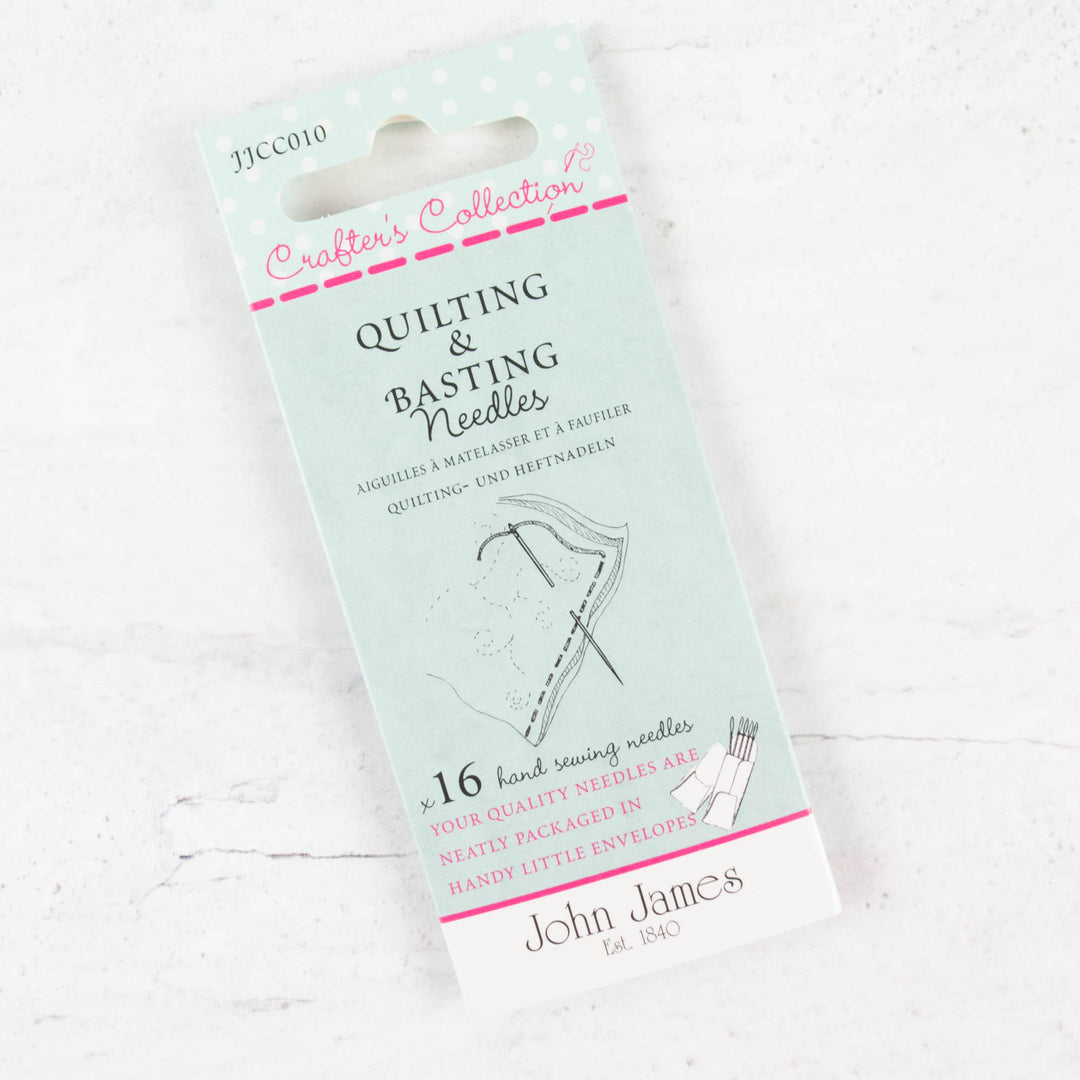 JJCC010
Crafter's Collection
QUILTING
&
BASTING
Needles
AIGUILLES À MATELASSER ET À FAUFILER
QUILTING- UND HEFTNADELN
x 16 hand sewing needles
YOUR QUALITY NEEDLES ARE
NEATLY PACKAGED IN
HANDY LITTLE ENVELOPES
John James
Est. 1840